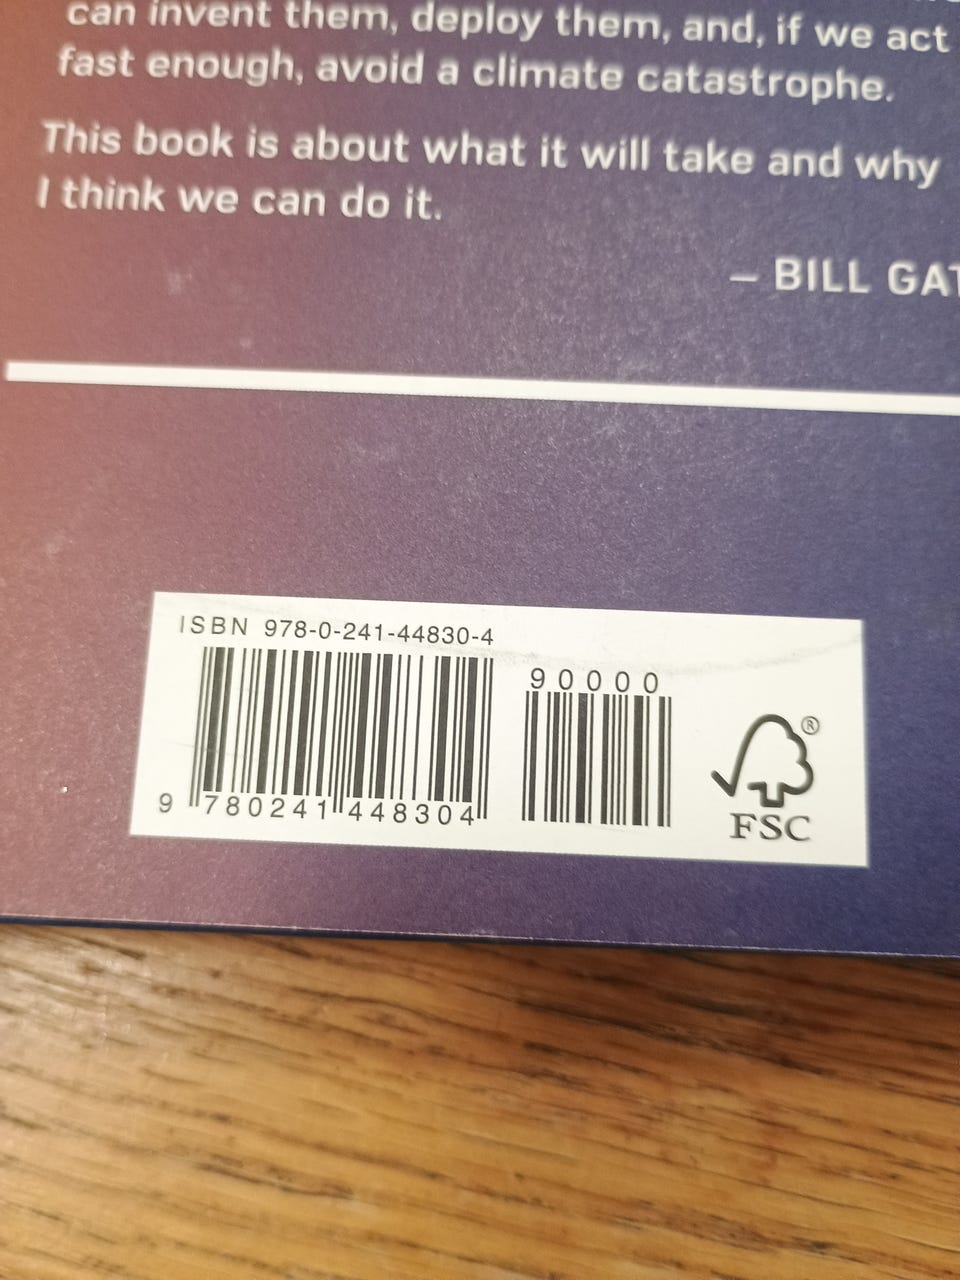 can invent them, deploy them, and, if we act
fast enough, avoid a climate catastrophe.
This book is about what it will take and why
I think we can do it.
– BILL GAT
ISBN 978-0-241-44830-4
90000
9 780241 448304
®
FSC